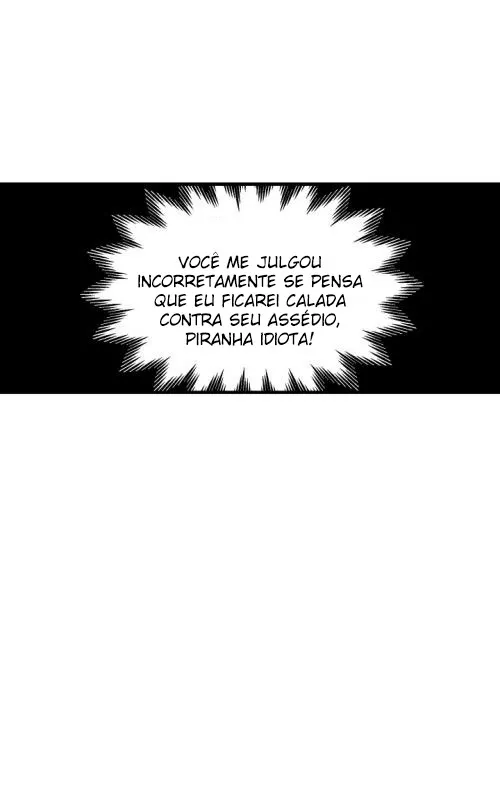 VOCÊ ME JULGOU
INCORRETAMENTE SE PENSA
QUE EU FICAREI CALADA
CONTRA SEU ASSÉDIO,
PIRANHA IDIOTA!